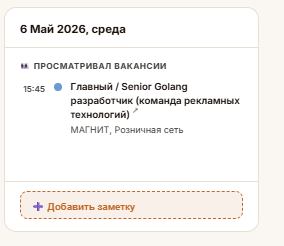 6 Май 2026, среда
ПРОСМАТРИВАЛ ВАКАНСИИ
15:45
Главный / Senior Golang
разработчик (команда рекламных
технологий)↗
МАГНИТ, Розничная сеть
➕ Добавить заметку